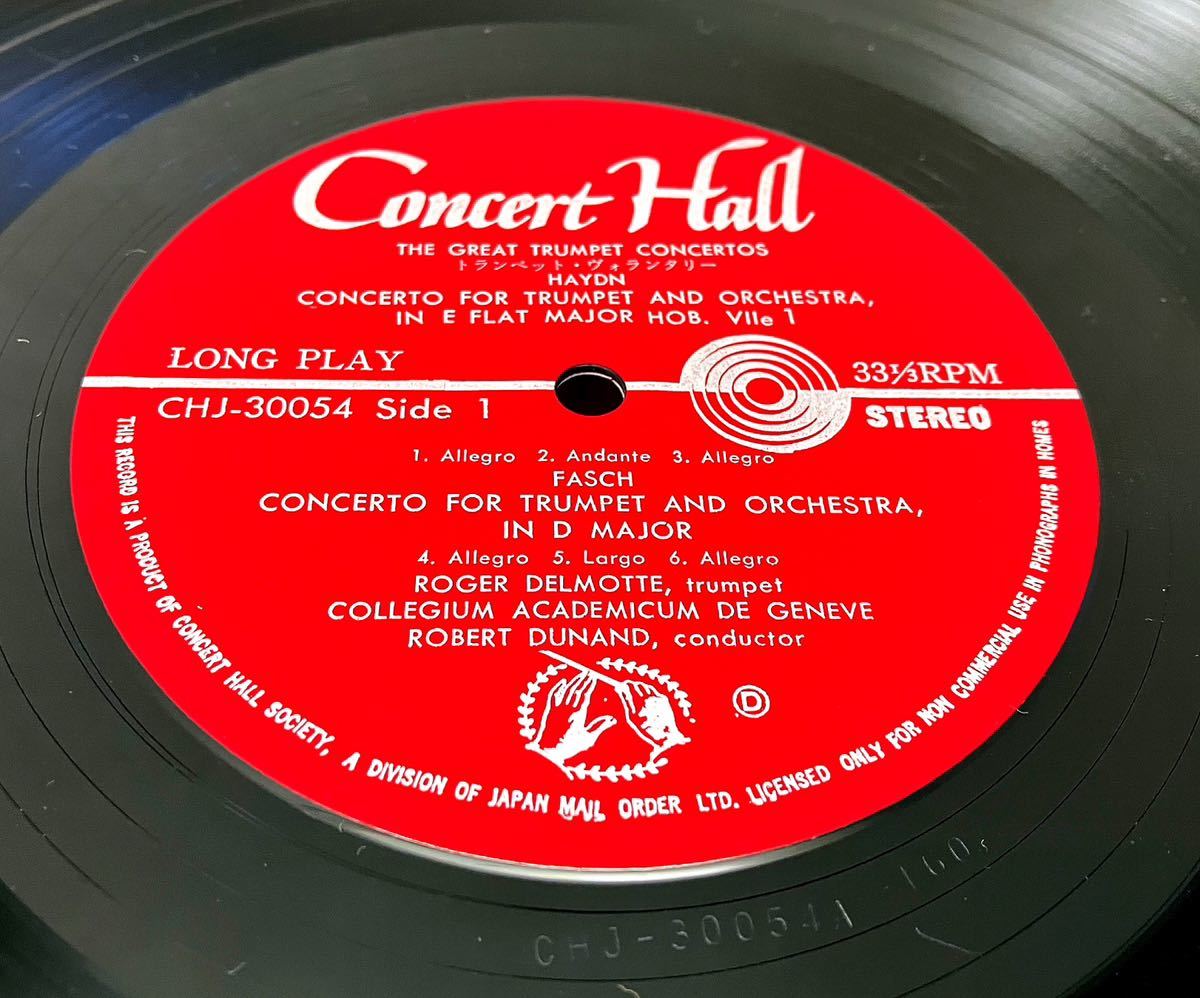 Concert Hall
THE GREAT TRUMPET CONCERTOS
トランペット・ヴォランタリー
HAYDN
CONCERTO FOR TRUMPET AND ORCHESTRA,
IN E FLAT MAJOR HOB. VIIe 1
LONG PLAY
33⅓RPM
CHJ-30054 Side 1
STEREO
1. Allegro 2. Andante 3. Allegro
FASCH
CONCERTO FOR TRUMPET AND ORCHESTRA,
IN D MAJOR
4. Allegro 5. Largo 6. Allegro
ROGER DELMOTTE, trumpet
COLLEGIUM ACADEMICUM DE GENEVE
ROBERT DUNAND, conductor
D
THIS RECORD IS A PRODUCT OF CONCERT HALL SOCIETY, A DIVISION OF JAPAN MAIL ORDER LTD. LICENSED ONLY FOR NON COMMERCIAL USE IN PHONOGRAPHS IN HOMES
CHJ-30054A